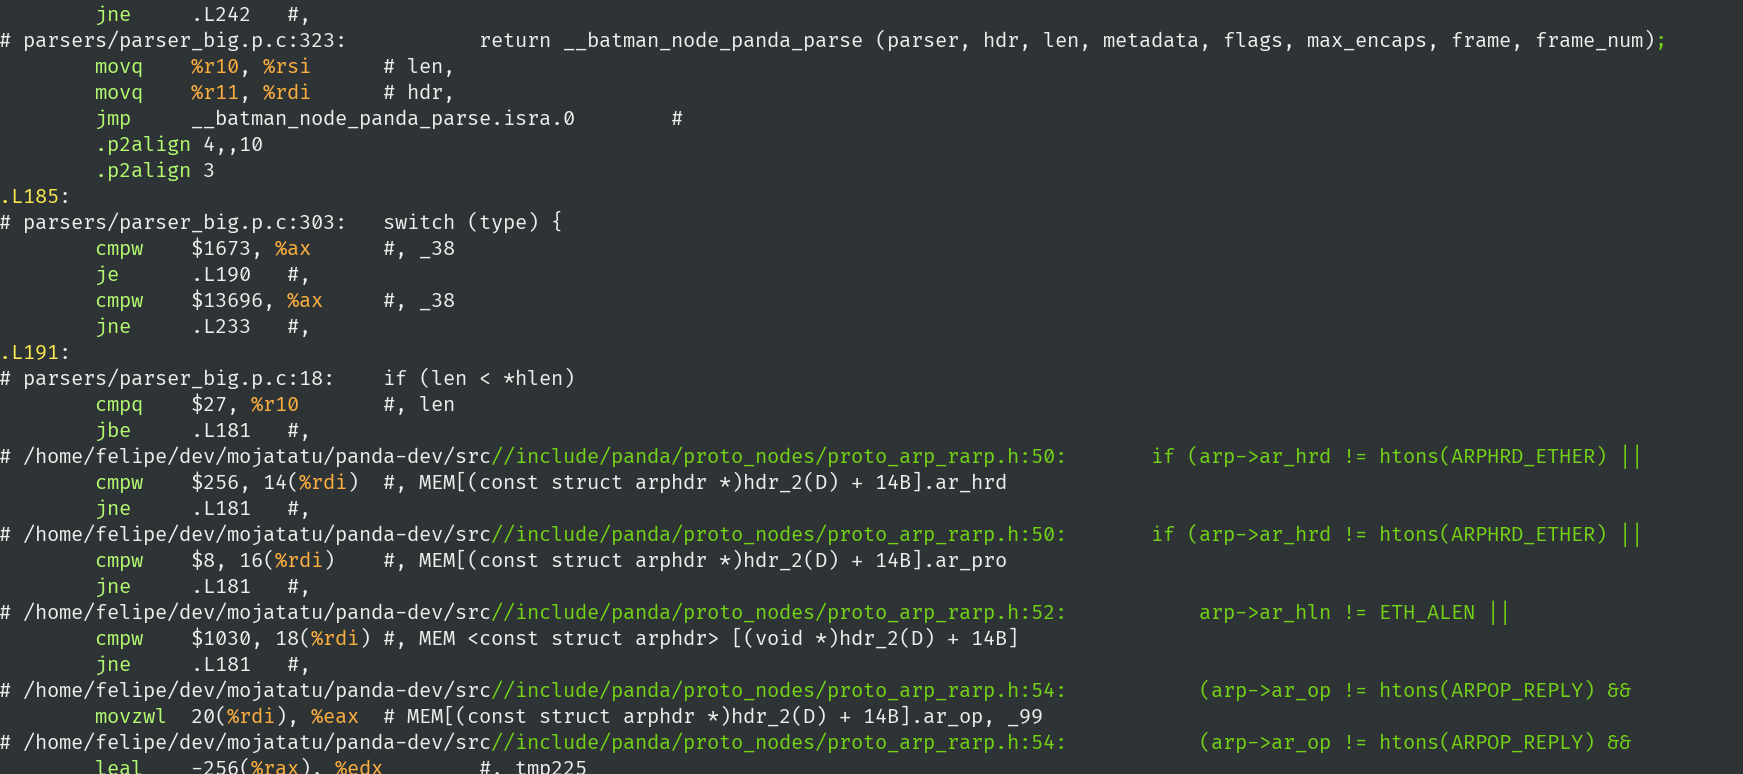 jne .L242 #,
# parsers/parser_big.p.c:323: return __batman_node_panda_parse (parser, hdr, len, metadata, flags, max_encaps, frame, frame_num);
movq %r10, %rsi # len,
movq %r11, %rdi # hdr,
jmp __batman_node_panda_parse.isra.0 #
.p2align 4,,10
.p2align 3
.L185:
# parsers/parser_big.p.c:303: switch (type) {
cmpw $1673, %ax #, _38
je .L190 #,
cmpw $13696, %ax #, _38
jne .L233 #,
.L191:
# parsers/parser_big.p.c:18: if (len < *hlen)
cmpq $27, %r10 #, len
jbe .L181 #,
# /home/felipe/dev/mojatatu/panda-dev/src//include/panda/proto_nodes/proto_arp_rarp.h:50: if (arp->ar_hrd != htons(ARPHRD_ETHER) ||
cmpw $256, 14(%rdi) #, MEM[(const struct arphdr *)hdr_2(D) + 14B].ar_hrd
jne .L181 #,
# /home/felipe/dev/mojatatu/panda-dev/src//include/panda/proto_nodes/proto_arp_rarp.h:50: if (arp->ar_hrd != htons(ARPHRD_ETHER) ||
cmpw $8, 16(%rdi) #, MEM[(const struct arphdr *)hdr_2(D) + 14B].ar_pro
jne .L181 #,
# /home/felipe/dev/mojatatu/panda-dev/src//include/panda/proto_nodes/proto_arp_rarp.h:52: arp->ar_hln != ETH_ALEN ||
cmpw $1030, 18(%rdi) #, MEM <const struct arphdr> [(void *)hdr_2(D) + 14B]
jne .L181 #,
# /home/felipe/dev/mojatatu/panda-dev/src//include/panda/proto_nodes/proto_arp_rarp.h:54: (arp->ar_op != htons(ARPOP_REPLY) &&
movzwl 20(%rdi), %eax # MEM[(const struct arphdr *)hdr_2(D) + 14B].ar_op, _99
# /home/felipe/dev/mojatatu/panda-dev/src//include/panda/proto_nodes/proto_arp_rarp.h:54: (arp->ar_op != htons(ARPOP_REPLY) &&
leal -256(%rax), %edx #, tmp225